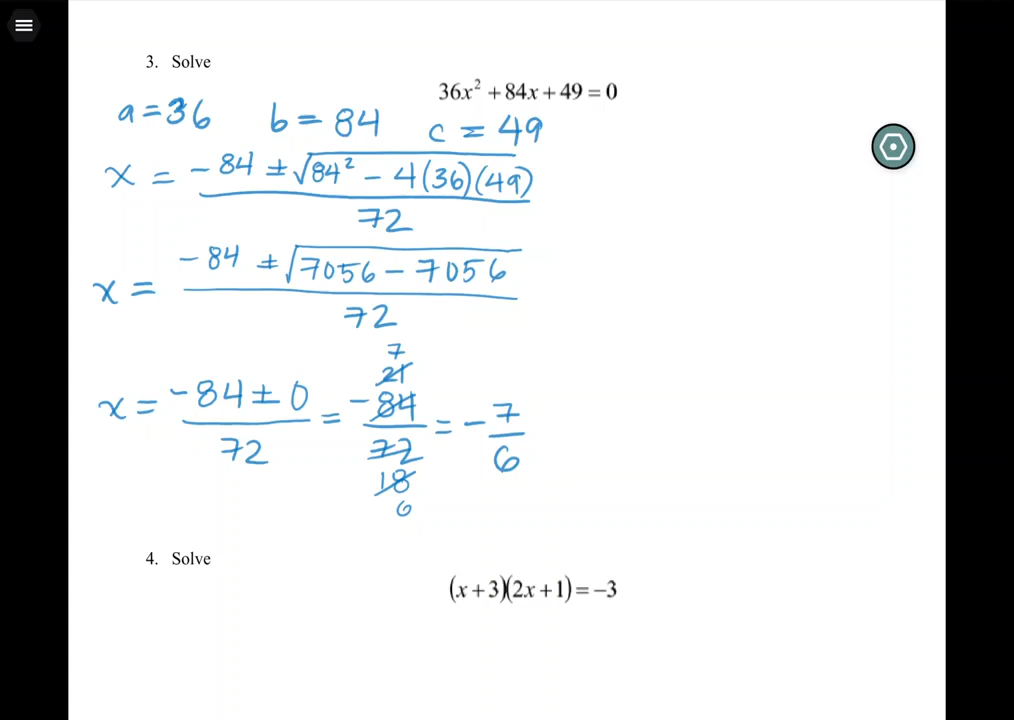 3. Solve
36x² + 84x + 49 = 0
a = 36 b = 84 c = 49
x = (-84 ± √(84² - 4(36)(49))) / 72
x = (-84 ± √(7056 - 7056)) / 72
7
21
x = (-84 ± 0) / 72 = -84 / 72 = -7/6
18
6
4. Solve
(x + 3)(2x + 1) = -3